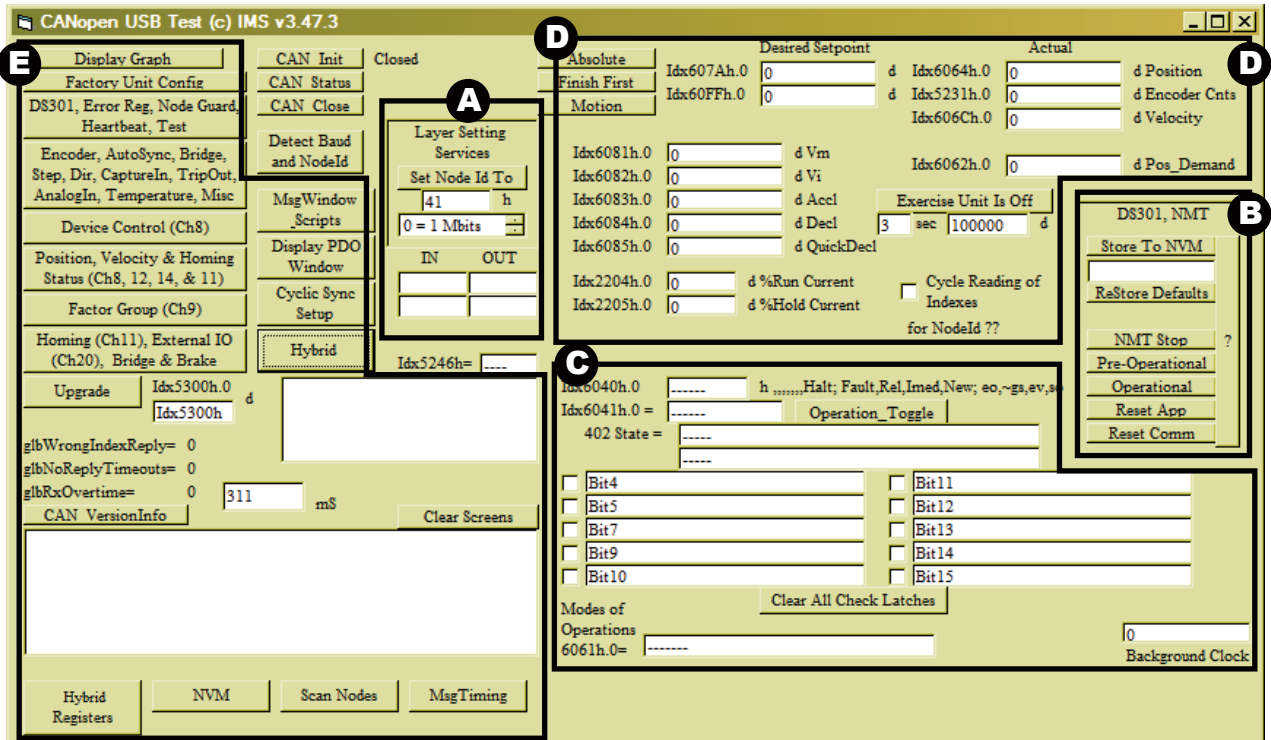 CANopen USB Test (c) IMS v3.47.3
E
Display Graph
Factory Unit Config
DS301, Error Reg, Node Guard,
Heartbeat, Test
Encoder, AutoSync, Bridge,
Step, Dir, CaptureIn, TripOut,
AnalogIn, Temperature, Misc
Device Control (Ch8)
Position, Velocity & Homing
Status (Ch8, 12, 14, & 11)
Factor Group (Ch9)
Homing (Ch11), External IO
(Ch20), Bridge & Brake
Upgrade
Idx5300h.0
Idx5300h d
glbWrongIndexReply= 0
glbNoReplyTimeouts= 0
glbRxOvertime= 0
311 mS
CAN_VersionInfo
Clear Screens
Hybrid
Registers
NVM
Scan Nodes
MsgTiming
CAN_Init Closed
CAN_Status
CAN_Close
Detect Baud
and NodeId
MsgWindow
_Scripts
Display PDO
Window
Cyclic Sync
Setup
Hybrid
A
Layer Setting
Services
Set Node Id To
41 h
0 = 1 Mbits
IN OUT
Idx5246h= ----
D
Absolute
Finish First
Motion
Desired Setpoint Actual
D
Idx607Ah.0 0 d Idx6064h.0 0 d Position
Idx60FFh.0 0 d Idx5231h.0 0 d Encoder Cnts
Idx606Ch.0 0 d Velocity
Idx6081h.0 0 d Vm
Idx6062h.0 0 d Pos_Demand
Idx6082h.0 0 d Vi
Idx6083h.0 0 d Accl
Exercise Unit Is Off
Idx6084h.0 0 d Decl
3 sec 100000 d
Idx6085h.0 0 d QuickDecl
Idx2204h.0 0 d %Run Current
Idx2205h.0 0 d %Hold Current
Cycle Reading of
Indexes
for NodeId ??
B
DS301, NMT
Store To NVM
ReStore Defaults
NMT Stop ?
Pre-Operational
Operational
Reset App
Reset Comm
C
Idx6040h.0 ------ h ,,,,,,,Halt; Fault,Rel,Imed,New; eo,~gs,ev,so
Idx6041h.0 = ------ Operation_Toggle
402 State = -----
-----
Bit4 Bit11
Bit5 Bit12
Bit7 Bit13
Bit9 Bit14
Bit10 Bit15
Clear All Check Latches
Modes of
Operations
6061h.0= -------
0
Background Clock